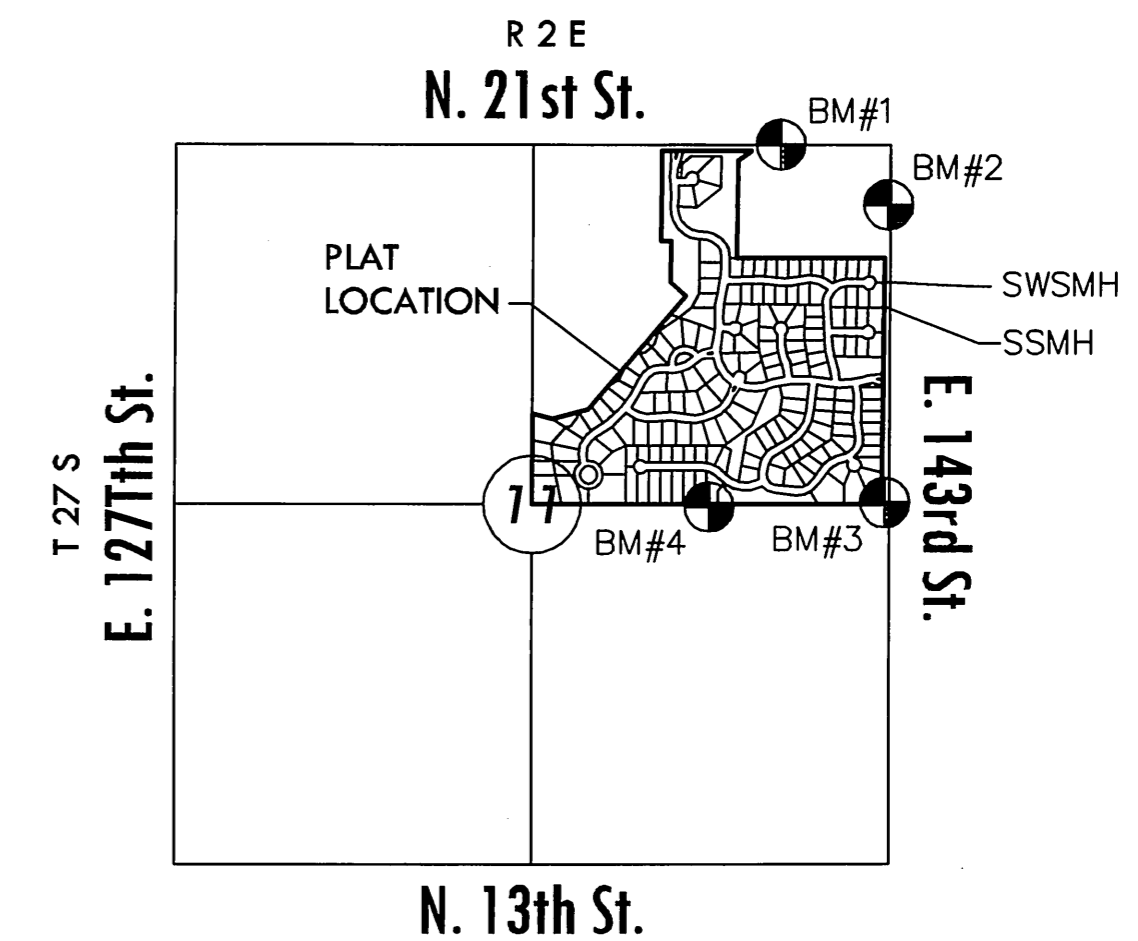 R 2 E
N. 21st St.
BM#1
BM#2
PLAT
LOCATION
SWSMH
SSMH
E. 143rd St.
T 27 S
E. 127Tth St.
11
BM#4
BM#3
N. 13th St.